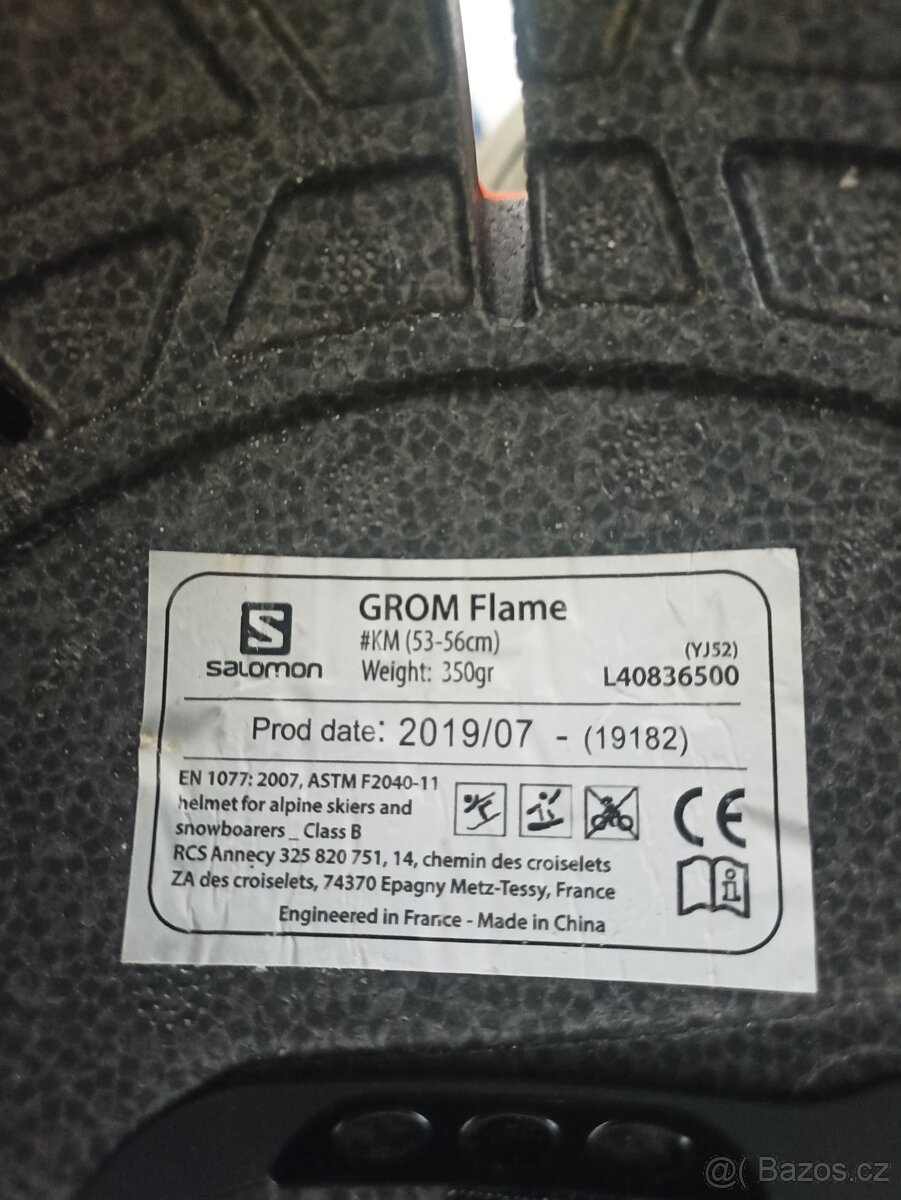 GROM Flame
#KM (53-56cm)
Weight: 350gr
S
salomon
(YJ52)
L40836500
Prod date: 2019/07 - (19182)
EN 1077: 2007, ASTM F2040-11
helmet for alpine skiers and
snowboarers _ Class B
RCS Annecy 325 820 751, 14, chemin des croiselets
ZA des croiselets, 74370 Epagny Metz-Tessy, France
Engineered in France - Made in China
CE
i
@( Bazos.cz